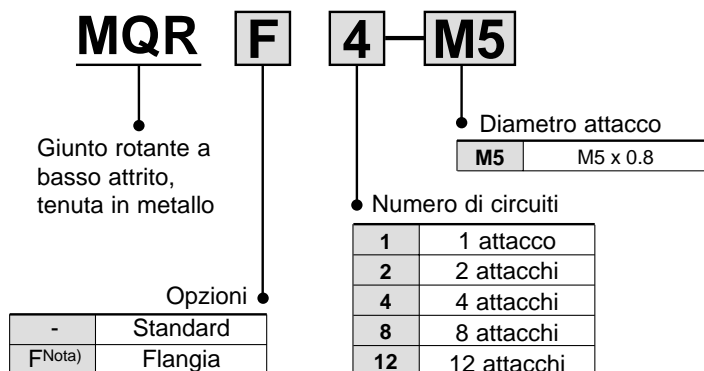 MQR F 4-M5
Giunto rotante a
basso attrito,
tenuta in metallo
Diametro attacco
M5 M5 x 0.8
Numero di circuiti
1 1 attacco
2 2 attacchi
4 4 attacchi
8 8 attacchi
12 12 attacchi
Opzioni
- Standard
FNota) Flangia